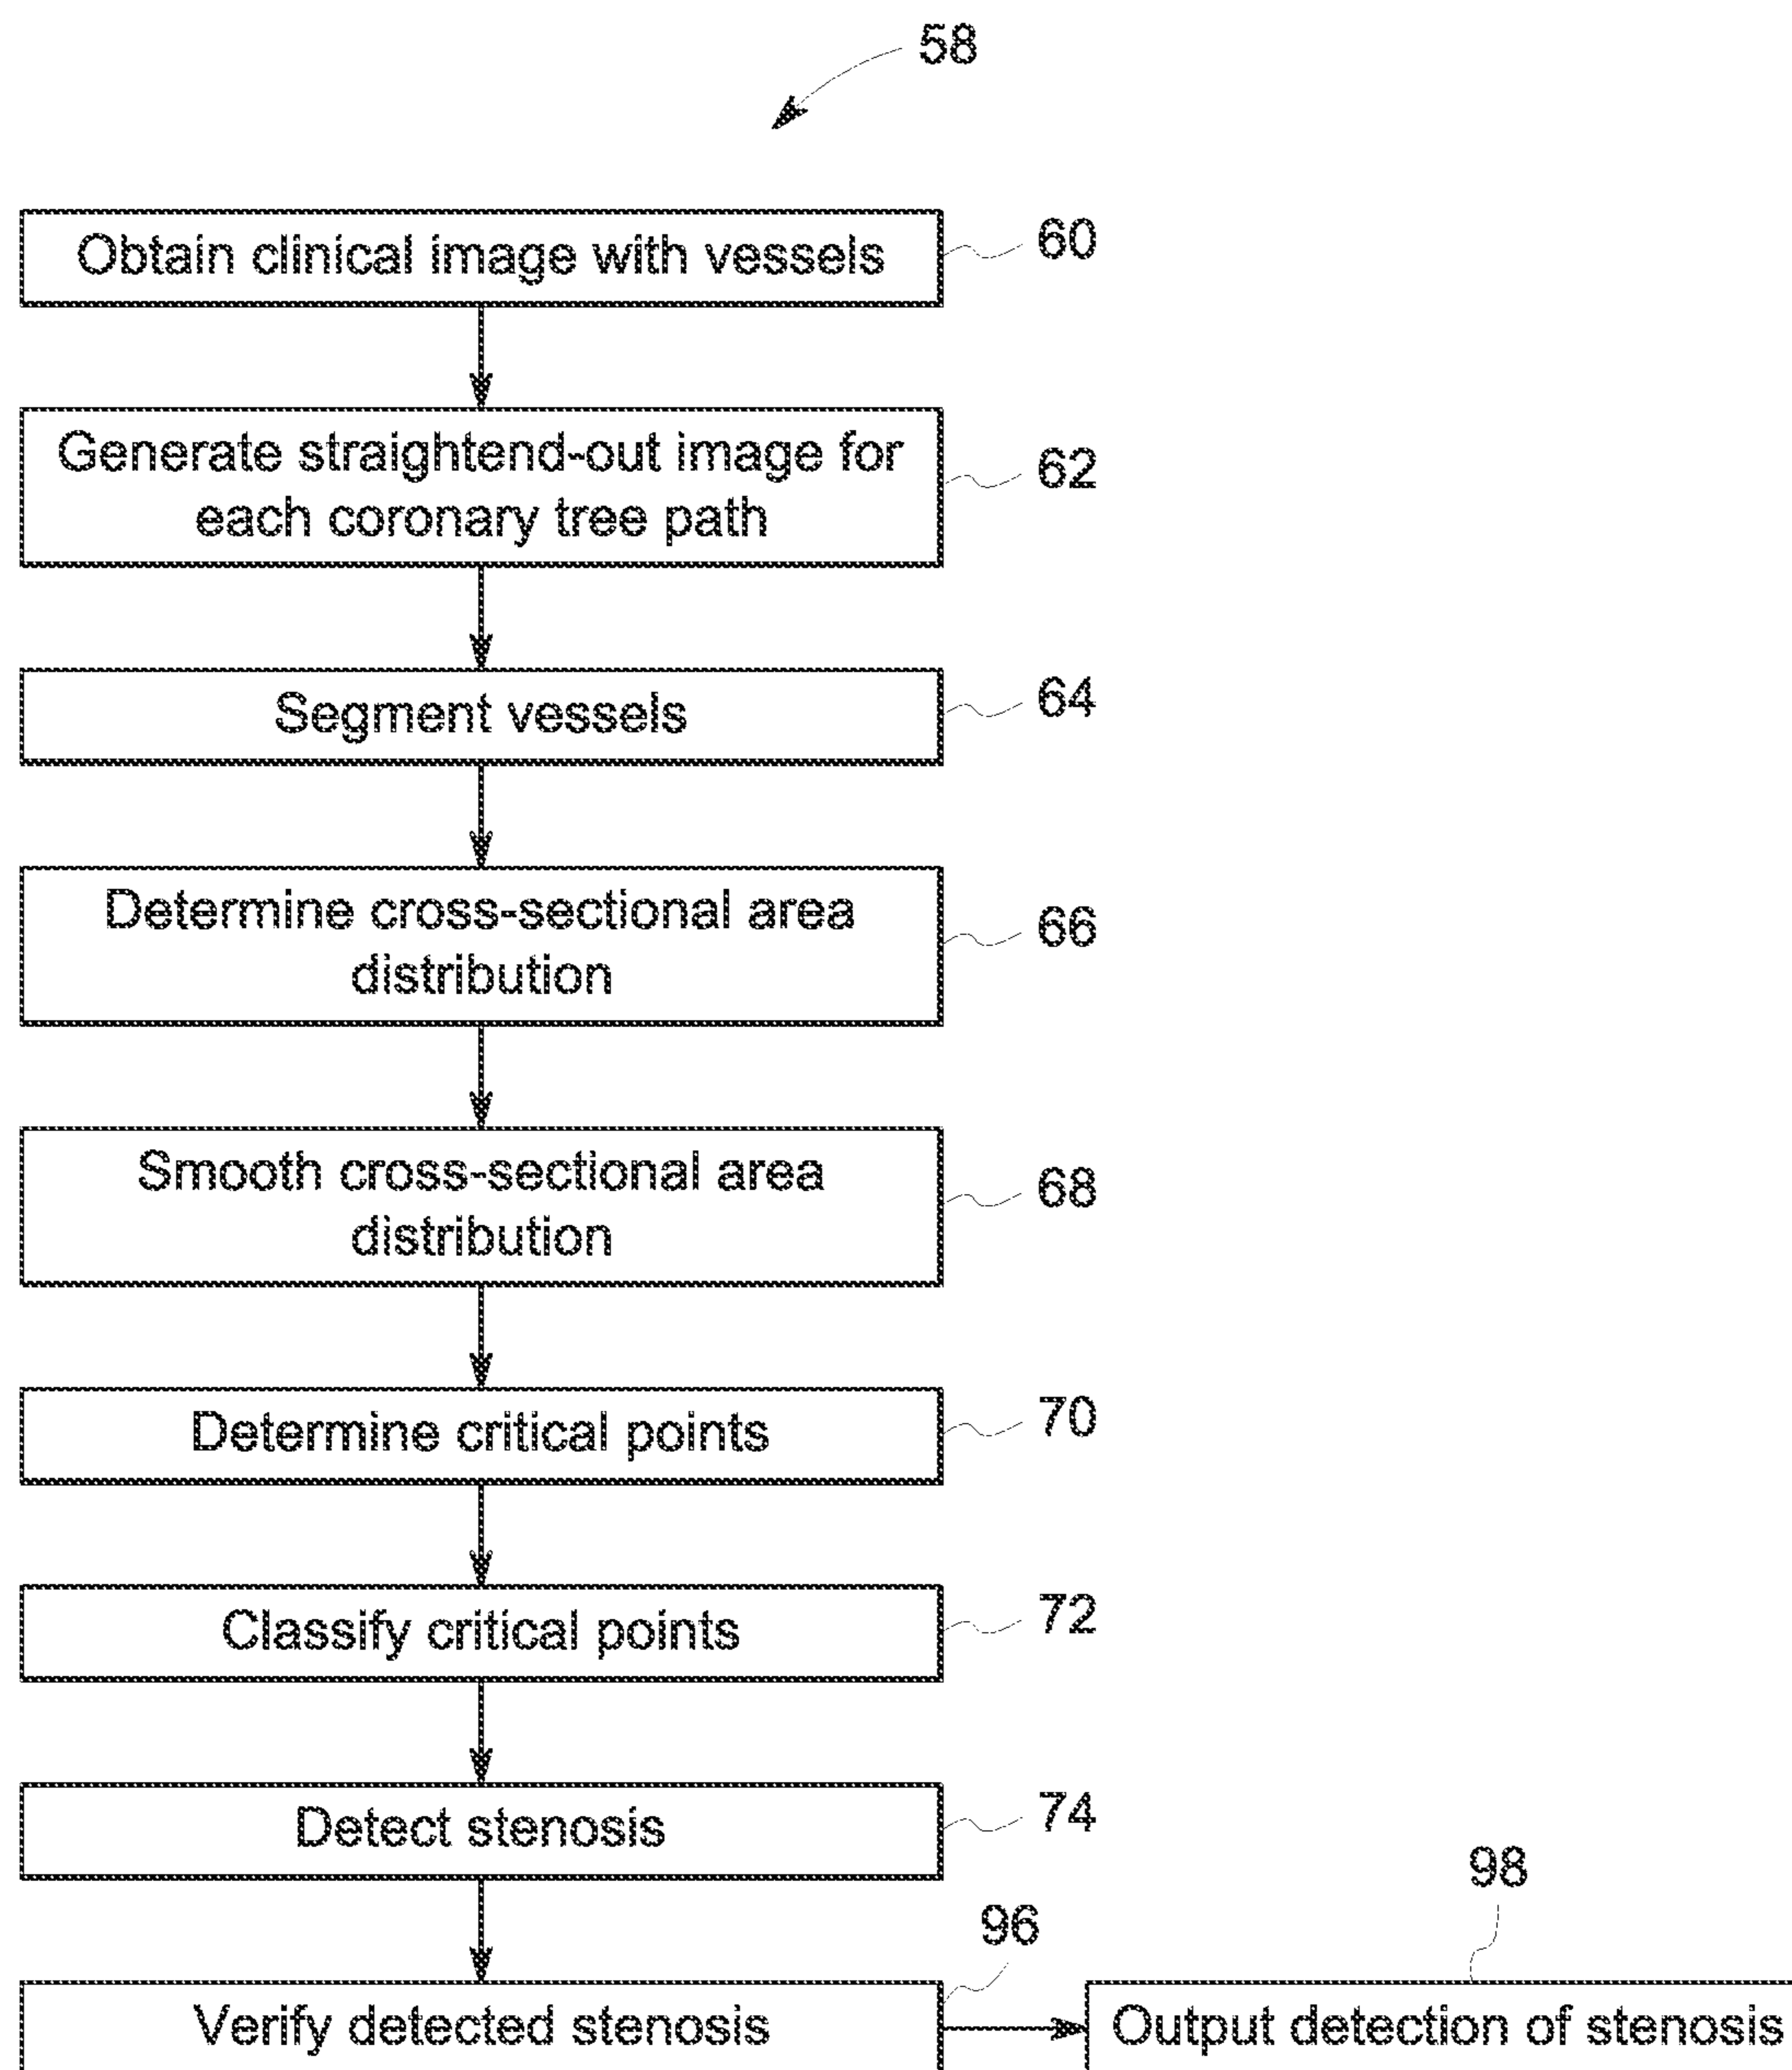 58
Obtain clinical image with vessels
60
Generate straightend-out image for
each coronary tree path
62
Segment vessels
64
Determine cross-sectional area
distribution
66
Smooth cross-sectional area
distribution
68
Determine critical points
70
Classify critical points
72
Detect stenosis
74
Verify detected stenosis
96
Output detection of stenosis
98